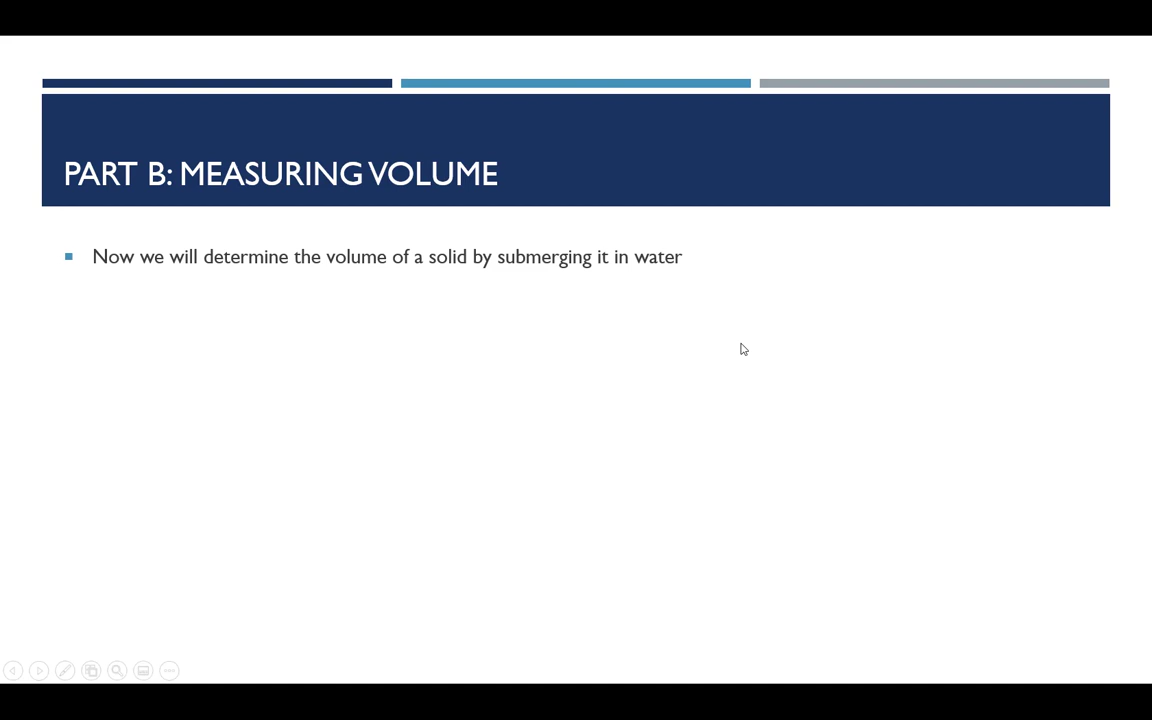 PART B: MEASURING VOLUME
Now we will determine the volume of a solid by submerging it in water